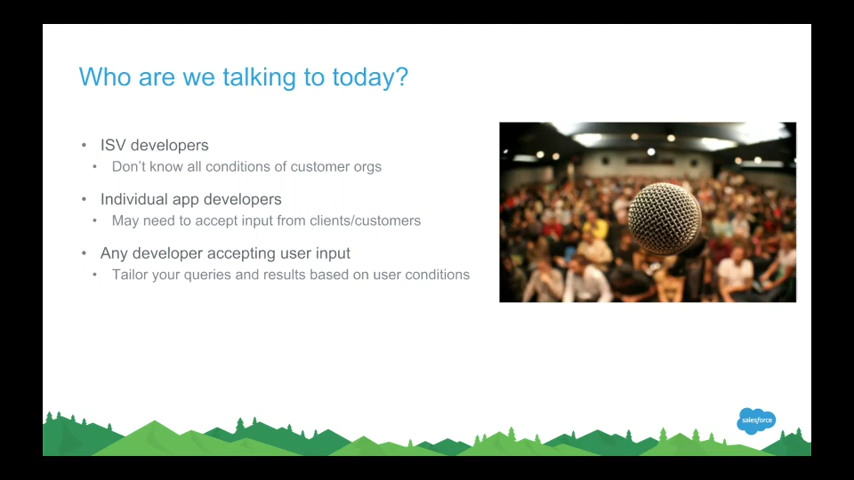 Who are we talking to today?
• ISV developers
• Don't know all conditions of customer orgs
• Individual app developers
• May need to accept input from clients/customers
• Any developer accepting user input
• Tailor your queries and results based on user conditions
salesforce